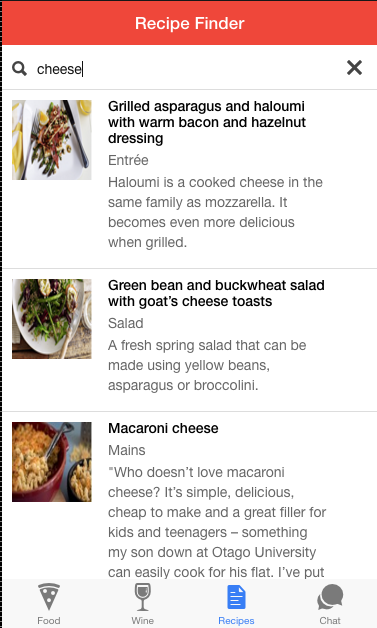 Recipe Finder
cheese
Grilled asparagus and haloumi
with warm bacon and hazelnut
dressing
Entrée
Haloumi is a cooked cheese in the
same family as mozzarella. It
becomes even more delicious
when grilled.
Green bean and buckwheat salad
with goat’s cheese toasts
Salad
A fresh spring salad that can be
made using yellow beans,
asparagus or broccolini.
Macaroni cheese
Mains
"Who doesn’t love macaroni
cheese? It’s simple, delicious,
cheap to make and a great filler for
kids and teenagers – something
my son down at Otago University
can easily cook for his flat. I’ve put
Food
Wine
Recipes
Chat